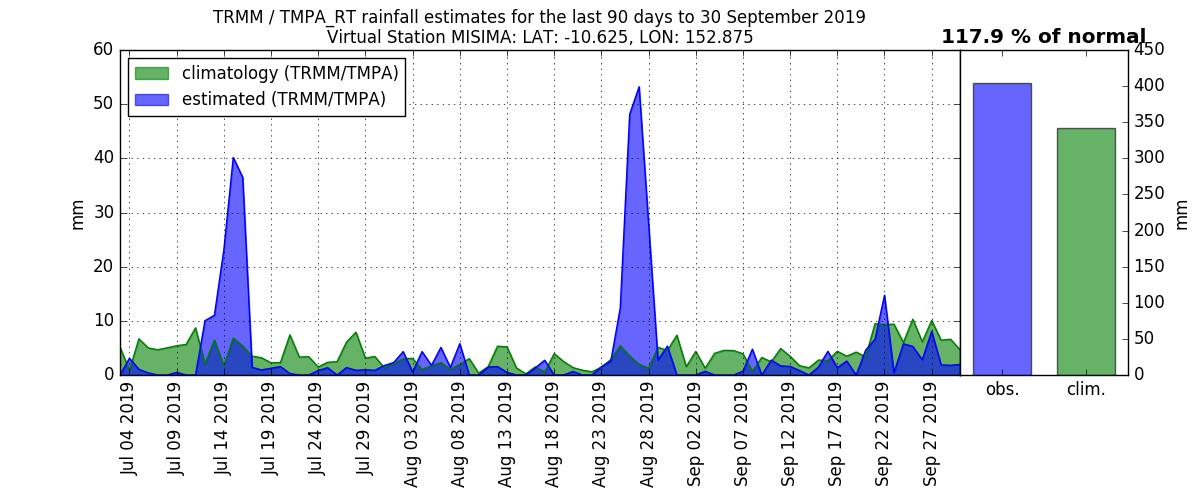 TRMM / TMPA_RT rainfall estimates for the last 90 days to 30 September 2019
Virtual Station MISIMA: LAT: -10.625, LON: 152.875
117.9 % of normal
climatology (TRMM/TMPA)
estimated (TRMM/TMPA)
60
50
40
30
20
10
0
mm
Jul 04 2019
Jul 09 2019
Jul 14 2019
Jul 19 2019
Jul 24 2019
Jul 29 2019
Aug 03 2019
Aug 08 2019
Aug 13 2019
Aug 18 2019
Aug 23 2019
Aug 28 2019
Sep 02 2019
Sep 07 2019
Sep 12 2019
Sep 17 2019
Sep 22 2019
Sep 27 2019
obs.
clim.
450
400
350
300
250
200
150
100
50
0
mm